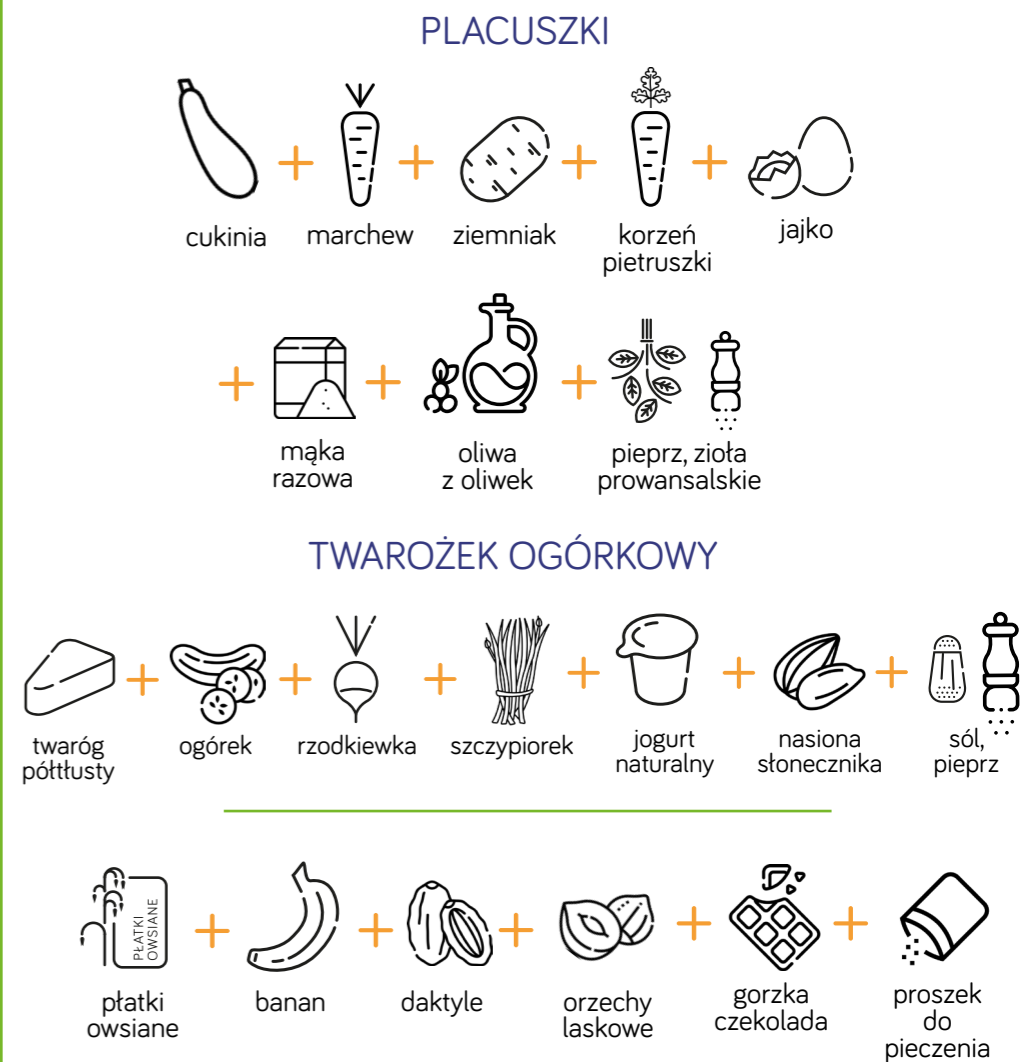 PLACUSZKI
cukinia
marchew
ziemniak
korzeń
pietruszki
jajko
mąka
razowa
oliwa
z oliwek
pieprz, zioła
prowansalskie
TWAROŻEK OGÓRKOWY
twaróg
półtłusty
ogórek
rzodkiewka
szczypiorek
jogurt
naturalny
nasiona
słonecznika
sól,
pieprz
PŁATKI
OWSIANE
płatki
owsiane
banan
daktyle
orzechy
laskowe
gorzka
czekolada
proszek
do
pieczenia